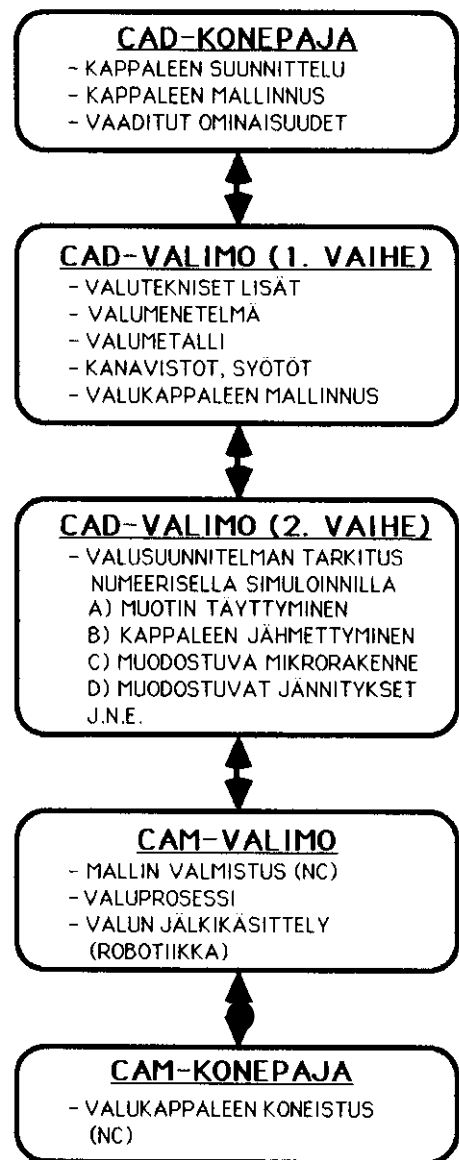 CAD-KONEPAJA
- KAPPALEEN SUUNNITTELU
- KAPPALEEN MALLINNUS
- VAADITUT OMINAISUUDET
CAD-VALIMO (1. VAIHE)
- VALUTEKNISET LISÄT
- VALUMENETELMÄ
- VALUMETALLI
- KANAVISTOT, SYÖTÖT
- VALUKAPPALEEN MALLINNUS
CAD-VALIMO (2. VAIHE)
- VALUSUUNNITELMAN TARKITUS
NUMEERISELLA SIMULOINNILLA
A) MUOTIN TÄYTTYMINEN
B) KAPPALEEN JÄHMETTYMINEN
C) MUODOSTUVA MIKRORAKENNE
D) MUODOSTUVAT JÄNNITYKSET
J.N.E.
CAM-VALIMO
- MALLIN VALMISTUS (NC)
- VALUPROSESSI
- VALUN JÄLKIKÄSITTELY
(ROBOTIIKKA)
CAM-KONEPAJA
- VALUKAPPALEEN KONEISTUS
(NC)